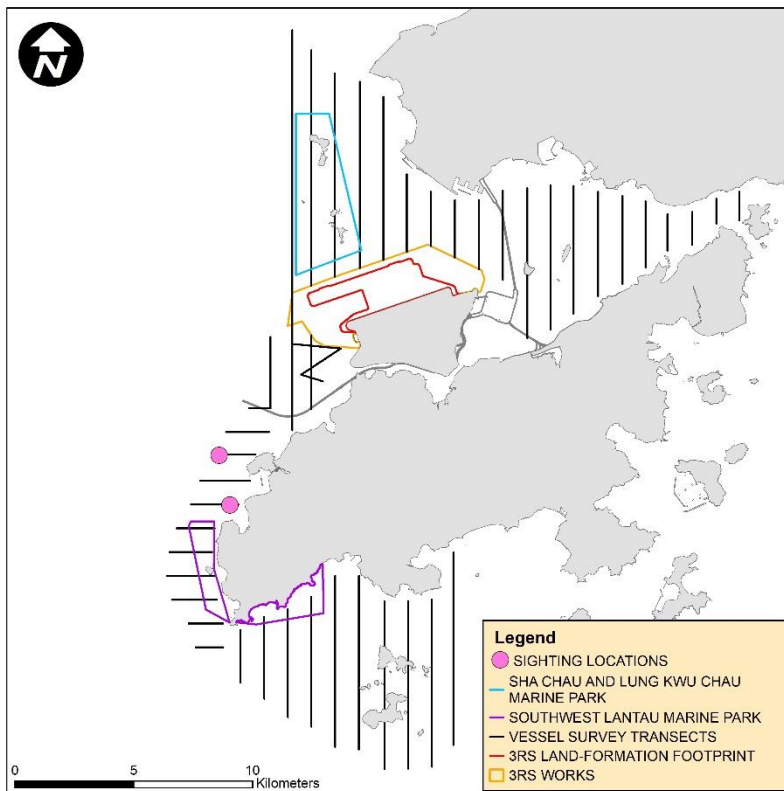 N
Legend
SIGHTING LOCATIONS
SHA CHAU AND LUNG KWU CHAU
MARINE PARK
SOUTHWEST LANTAU MARINE PARK
VESSEL SURVEY TRANSECTS
3RS LAND-FORMATION FOOTPRINT
3RS WORKS
0 5 10
Kilometers